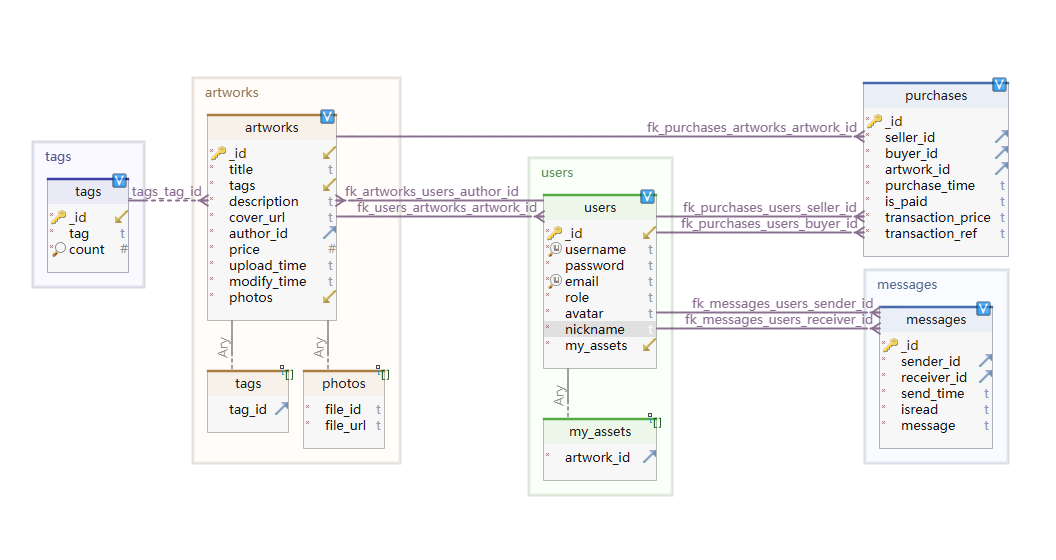 tags
tags
_id
tag t
count #
tags_tag_id
artworks
artworks
_id
title t
tags
description t
cover_url t
author_id
price #
upload_time t
modify_time t
photos
Ary
Ary
tags
tag_id
photos
file_id t
file_url t
fk_purchases_artworks_artwork_id
fk_artworks_users_author_id
fk_users_artworks_artwork_id
users
users
_id
username t
password t
email t
role t
avatar t
nickname t
my_assets
Ary
my_assets
artwork_id
fk_purchases_users_seller_id
fk_purchases_users_buyer_id
fk_messages_users_sender_id
fk_messages_users_receiver_id
purchases
_id
seller_id
buyer_id
artwork_id
purchase_time t
is_paid t
transaction_price t
transaction_ref t
messages
messages
_id
sender_id
receiver_id
send_time t
isread t
message t